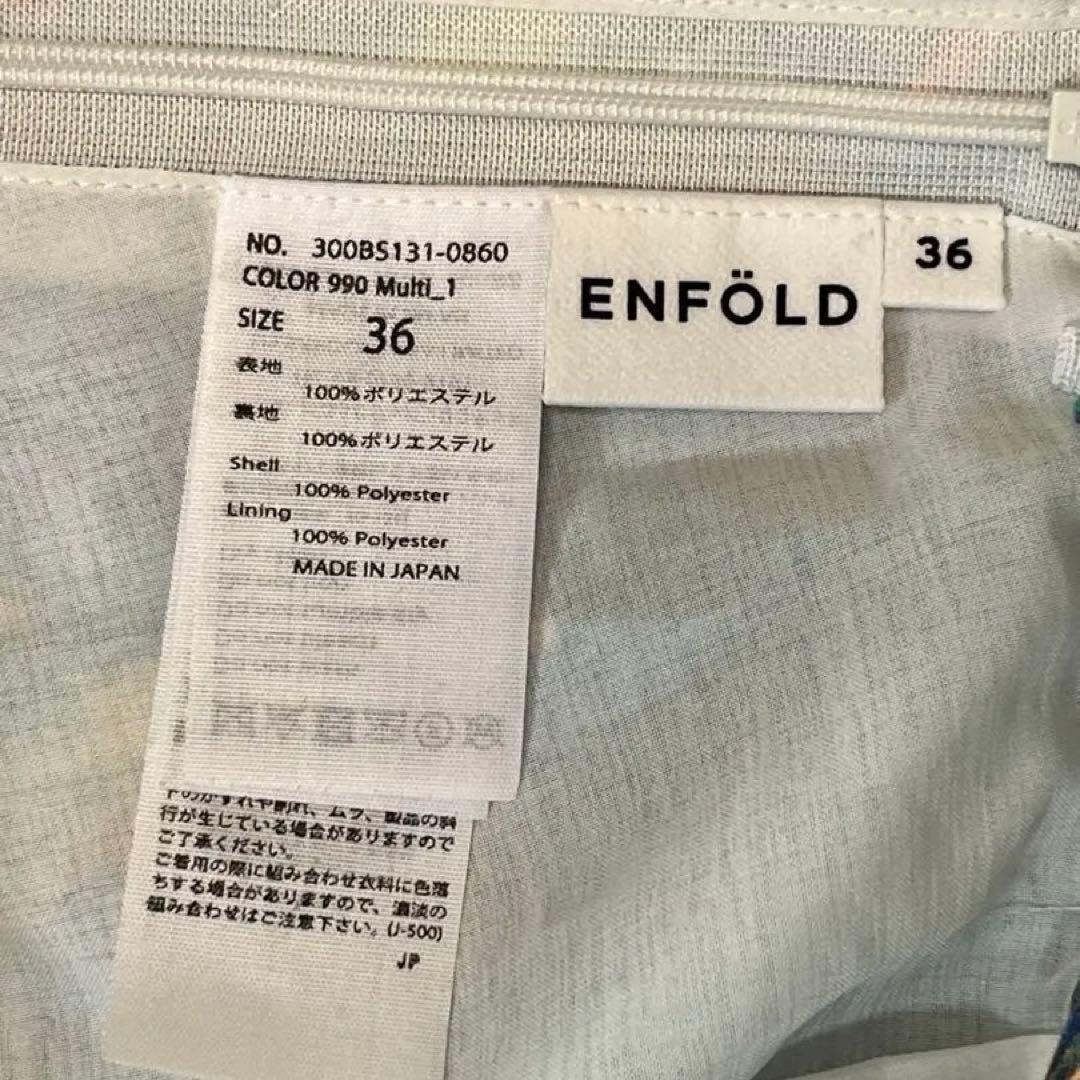 NO. 300BS131-0860
COLOR 990 Multi_1
SIZE 36
表地
100%ポリエステル
裏地
100%ポリエステル
Shell
100% Polyester
Lining
100% Polyester
MADE IN JAPAN
ENFÖLD
36
行が生じている場合がありますので
ご了承ください。
ご着用の際に組み合わせ衣料に色落
ちする場合がありますので、濃淡の
組み合わせはご注意下さい。(J-500)
JP